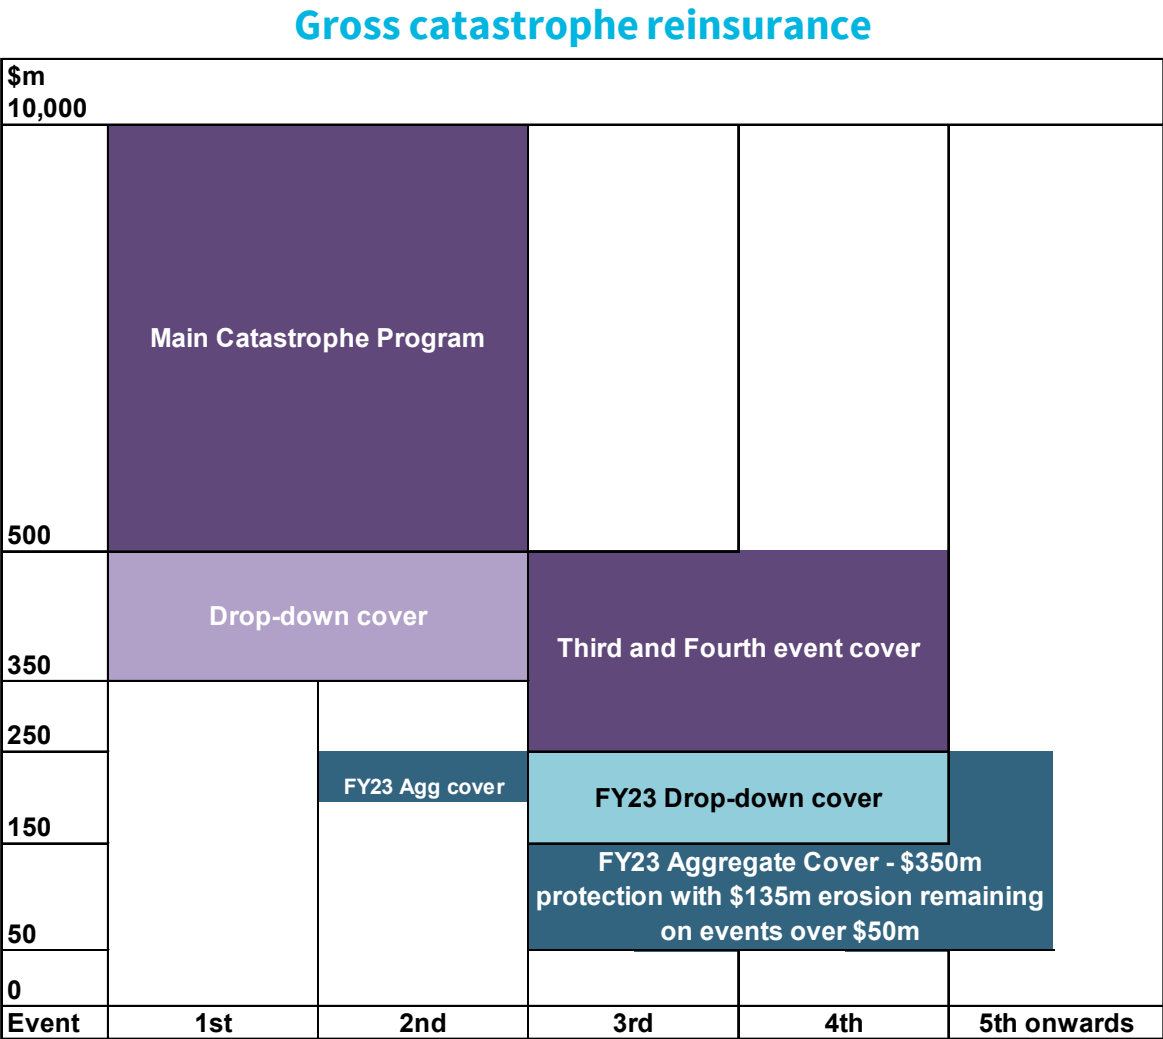 Gross catastrophe reinsurance
$m
10,000
Main Catastrophe Program
500
Drop-down cover
Third and Fourth event cover
350
250
FY23 Agg cover
FY23 Drop-down cover
150
FY23 Aggregate Cover - $350m
protection with $135m erosion remaining
on events over $50m
50
0
Event 1st 2nd 3rd 4th 5th onwards